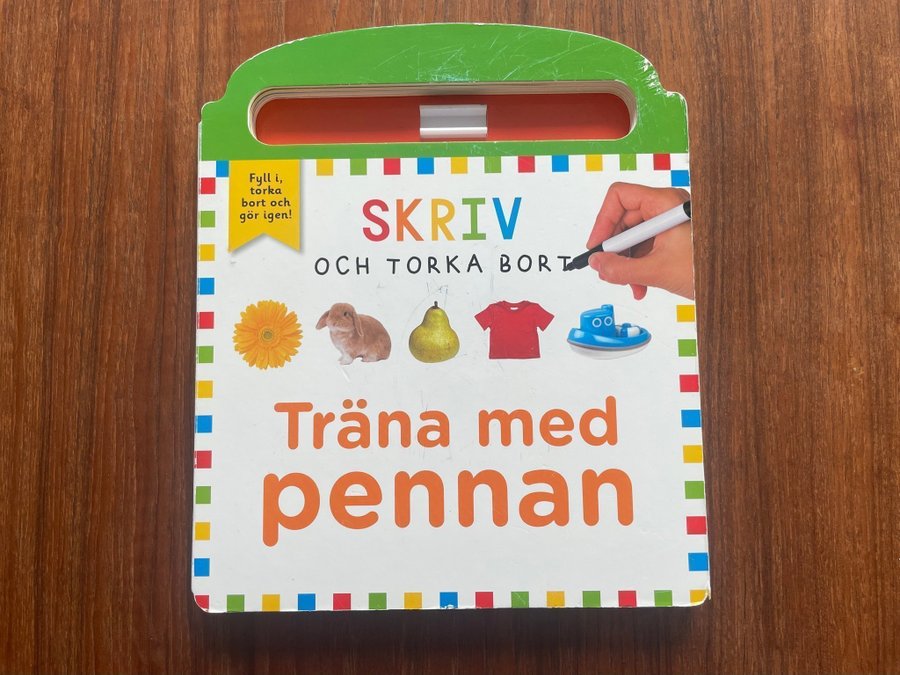 Fyll i,
torka
bort och
gör igen!
SKRIV
OCH TORKA BORT
Träna med
pennan